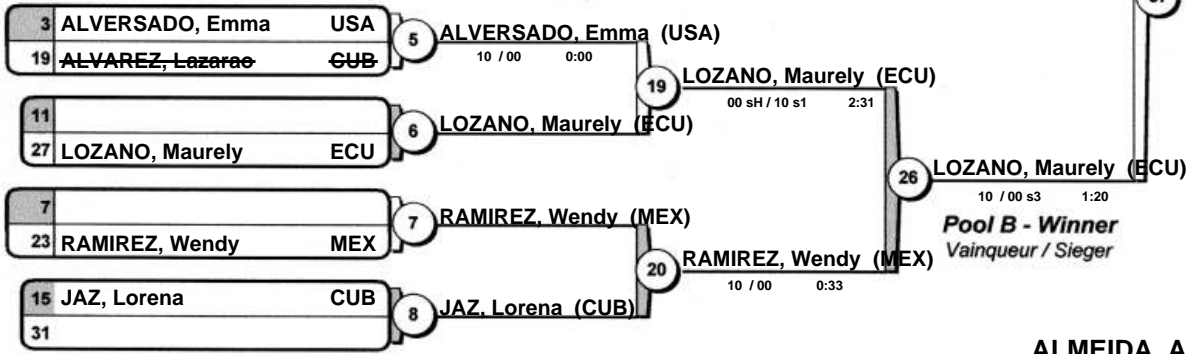 3 ALVERSADO, Emma USA
19 ALVAREZ, Lazarao CUB
5
ALVERSADO, Emma (USA)
10 / 00 0:00
11
27 LOZANO, Maurely ECU
6
LOZANO, Maurely (ECU)
19
LOZANO, Maurely (ECU)
00 sH / 10 s1 2:31
7
23 RAMIREZ, Wendy MEX
7
RAMIREZ, Wendy (MEX)
15 JAZ, Lorena CUB
31
8
JAZ, Lorena (CUB)
20
RAMIREZ, Wendy (MEX)
10 / 00 0:33
26
LOZANO, Maurely (ECU)
10 / 00 s3 1:20
Pool B - Winner
Vainqueur / Sieger